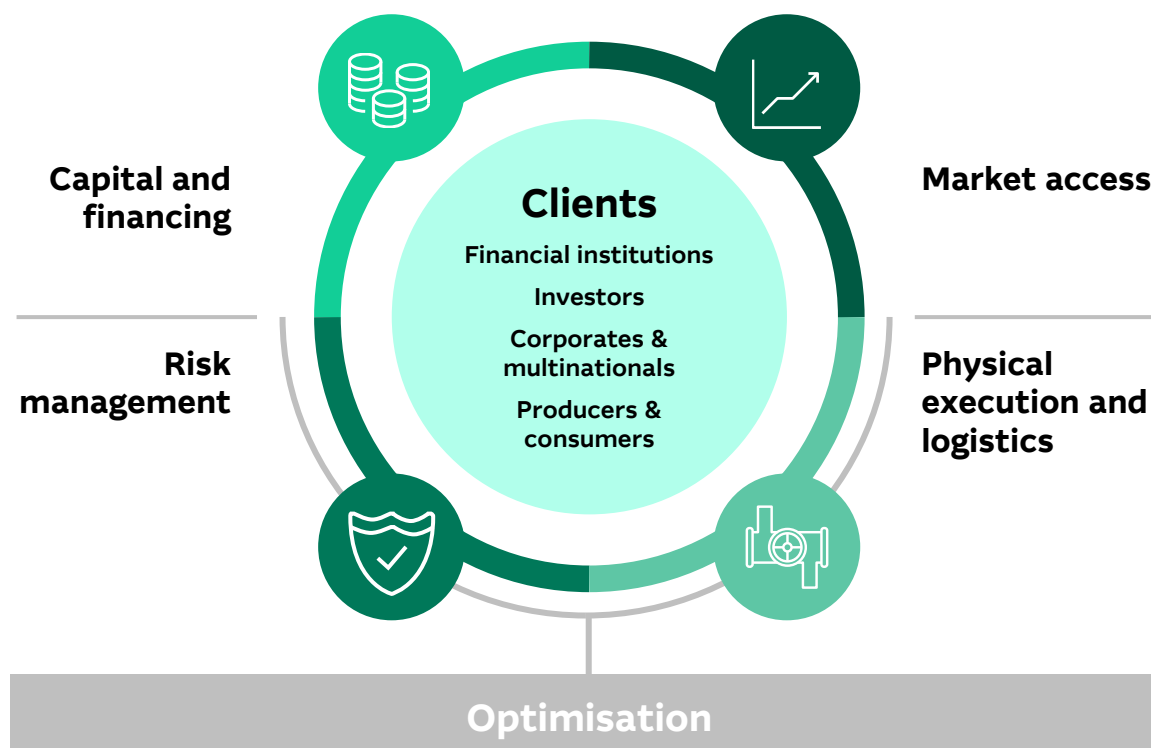 Capital and
financing
Market access
Clients
Financial institutions
Investors
Corporates &
multinationals
Producers &
consumers
Risk
management
Physical
execution and
logistics
Optimisation